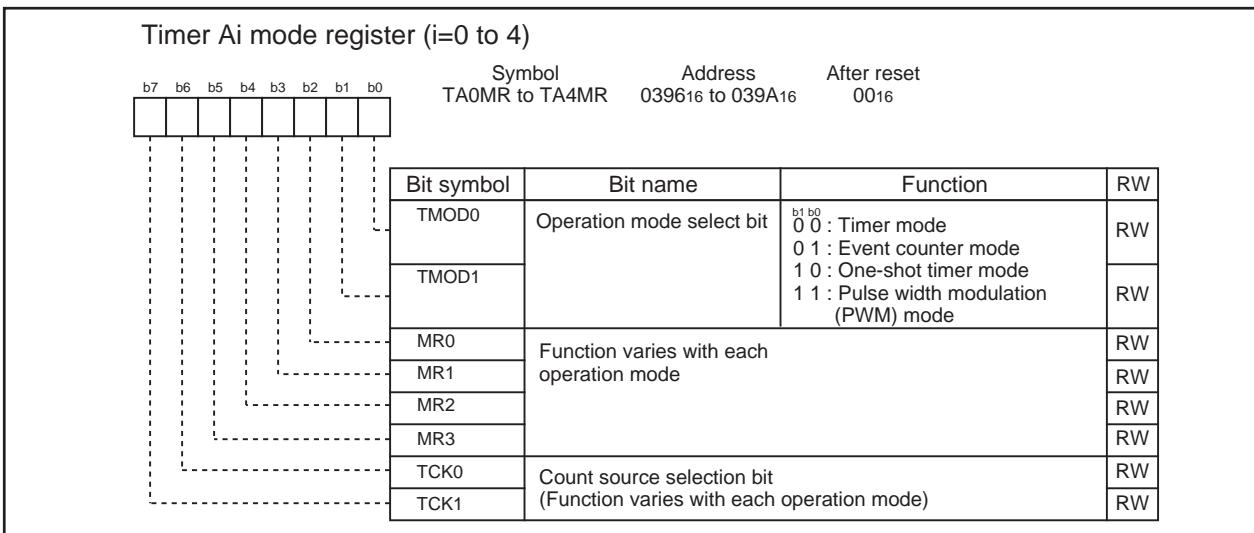 Timer Ai mode register (i=0 to 4)
Symbol Address After reset
b7 b6 b5 b4 b3 b2 b1 b0
TA0MR to TA4MR 039616 to 039A16 0016
Bit symbol Bit name Function RW
TMOD0 Operation mode select bit b1 b0
0 0 : Timer mode RW
0 1 : Event counter mode
TMOD1 1 0 : One-shot timer mode
1 1 : Pulse width modulation RW
(PWM) mode
MR0 Function varies with each RW
MR1 operation mode RW
MR2 RW
MR3 RW
TCK0 Count source selection bit RW
TCK1 (Function varies with each operation mode) RW